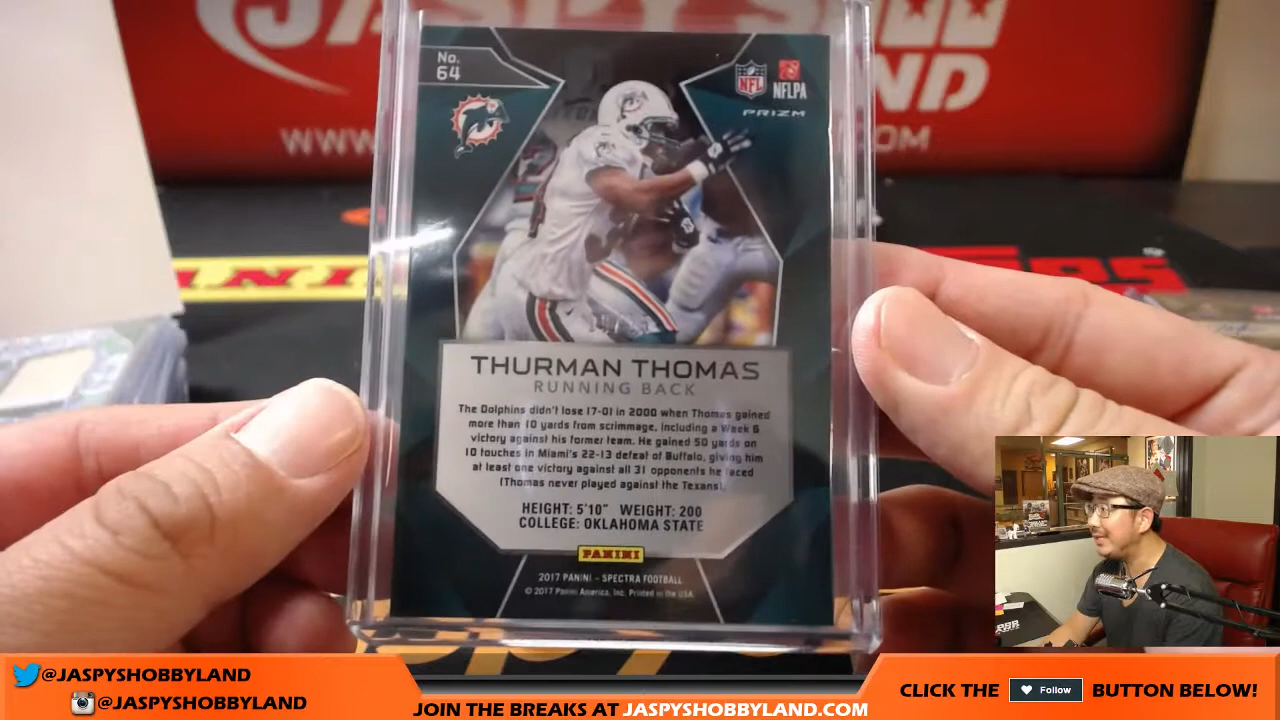 No.
64
NFL
NFLPA
PRIZM
THURMAN THOMAS
RUNNING BACK
The Dolphins didn't lose (7-0!) in 2000 when Thomas gained
more than 10 yards from scrimmage, including a Week 6
victory against his former team. He gained 50 yards on
10 touches in Miami's 22-13 defeat of Buffalo, giving him
at least one victory against all 31 opponents he faced
(Thomas never played against the Texans).
HEIGHT: 5'10" WEIGHT: 200
COLLEGE: OKLAHOMA STATE
PANINI
2017 PANINI - SPECTRA FOOTBALL
© 2017 Panini America, Inc. Printed in the USA.
@JASPYSHOBBYLAND
@JASPYSHOBBYLAND
JOIN THE BREAKS AT JASPYSHOBBYLAND.COM
CLICK THE Follow BUTTON BELOW!